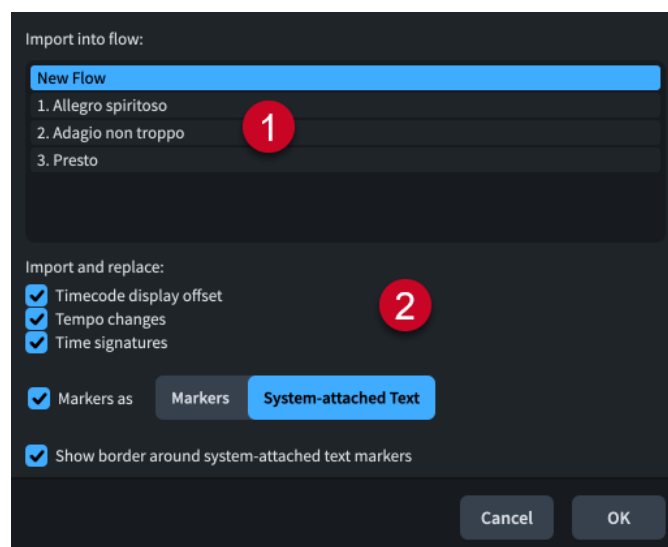 Import into flow:
New Flow
1. Allegro spiritoso
2. Adagio non troppo
1
3. Presto
Import and replace:
Timecode display offset
Tempo changes
2
Time signatures
Markers as Markers System-attached Text
Show border around system-attached text markers
Cancel OK